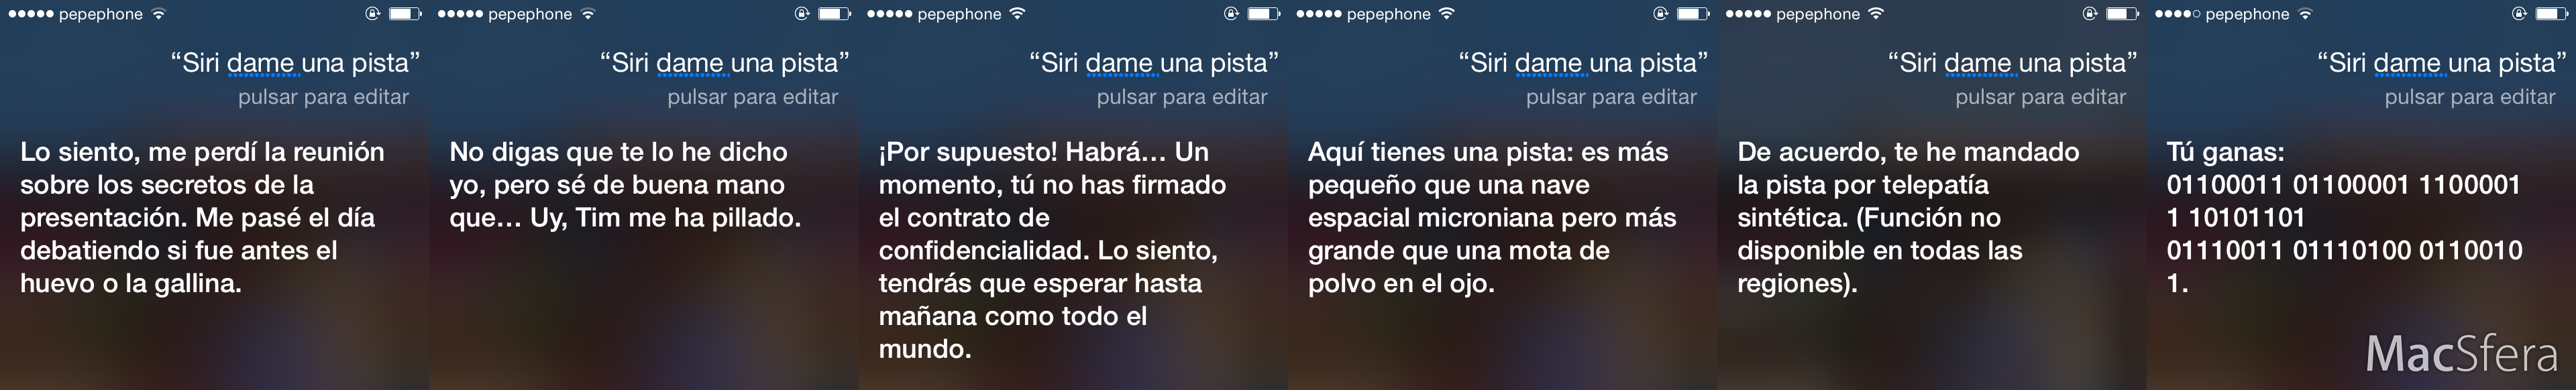 ●●●●● pepephone
“Siri dame una pista”
pulsar para editar
Lo siento, me perdí la reunión
sobre los secretos de la
presentación. Me pasé el día
debatiendo si fue antes el
huevo o la gallina.
●●●●● pepephone
“Siri dame una pista”
pulsar para editar
No digas que te lo he dicho
yo, pero sé de buena mano
que... Uy, Tim me ha pillado.
●●●●● pepephone
“Siri dame una pista”
pulsar para editar
¡Por supuesto! Habrá... Un
momento, tú no has firmado
el contrato de
confidencialidad. Lo siento,
tendrás que esperar hasta
mañana como todo el
mundo.
●●●●● pepephone
“Siri dame una pista”
pulsar para editar
Aquí tienes una pista: es más
pequeño que una nave
espacial microniana pero más
grande que una mota de
polvo en el ojo.
●●●●● pepephone
“Siri dame una pista”
pulsar para editar
De acuerdo, te he mandado
la pista por telepatía
sintética. (Función no
disponible en todas las
regiones).
●●●●○ pepephone
“Siri dame una pista”
pulsar para editar
Tú ganas:
01100011 01100001 1100001
1 10101101
01110011 01110100 0110010
1.
MacSfera